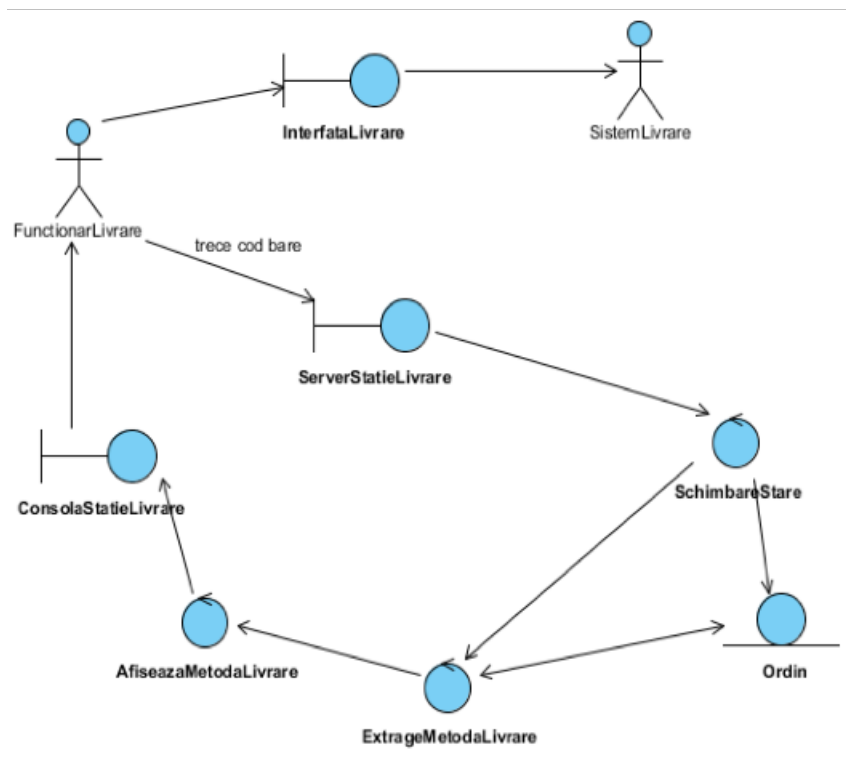 InterfataLivrare
SistemLivrare
FunctionarLivrare
trece cod bare
ServerStatieLivrare
SchimbareStare
ConsolaStatieLivrare
AfiseazaMetodaLivrare
Ordin
ExtrageMetodaLivrare